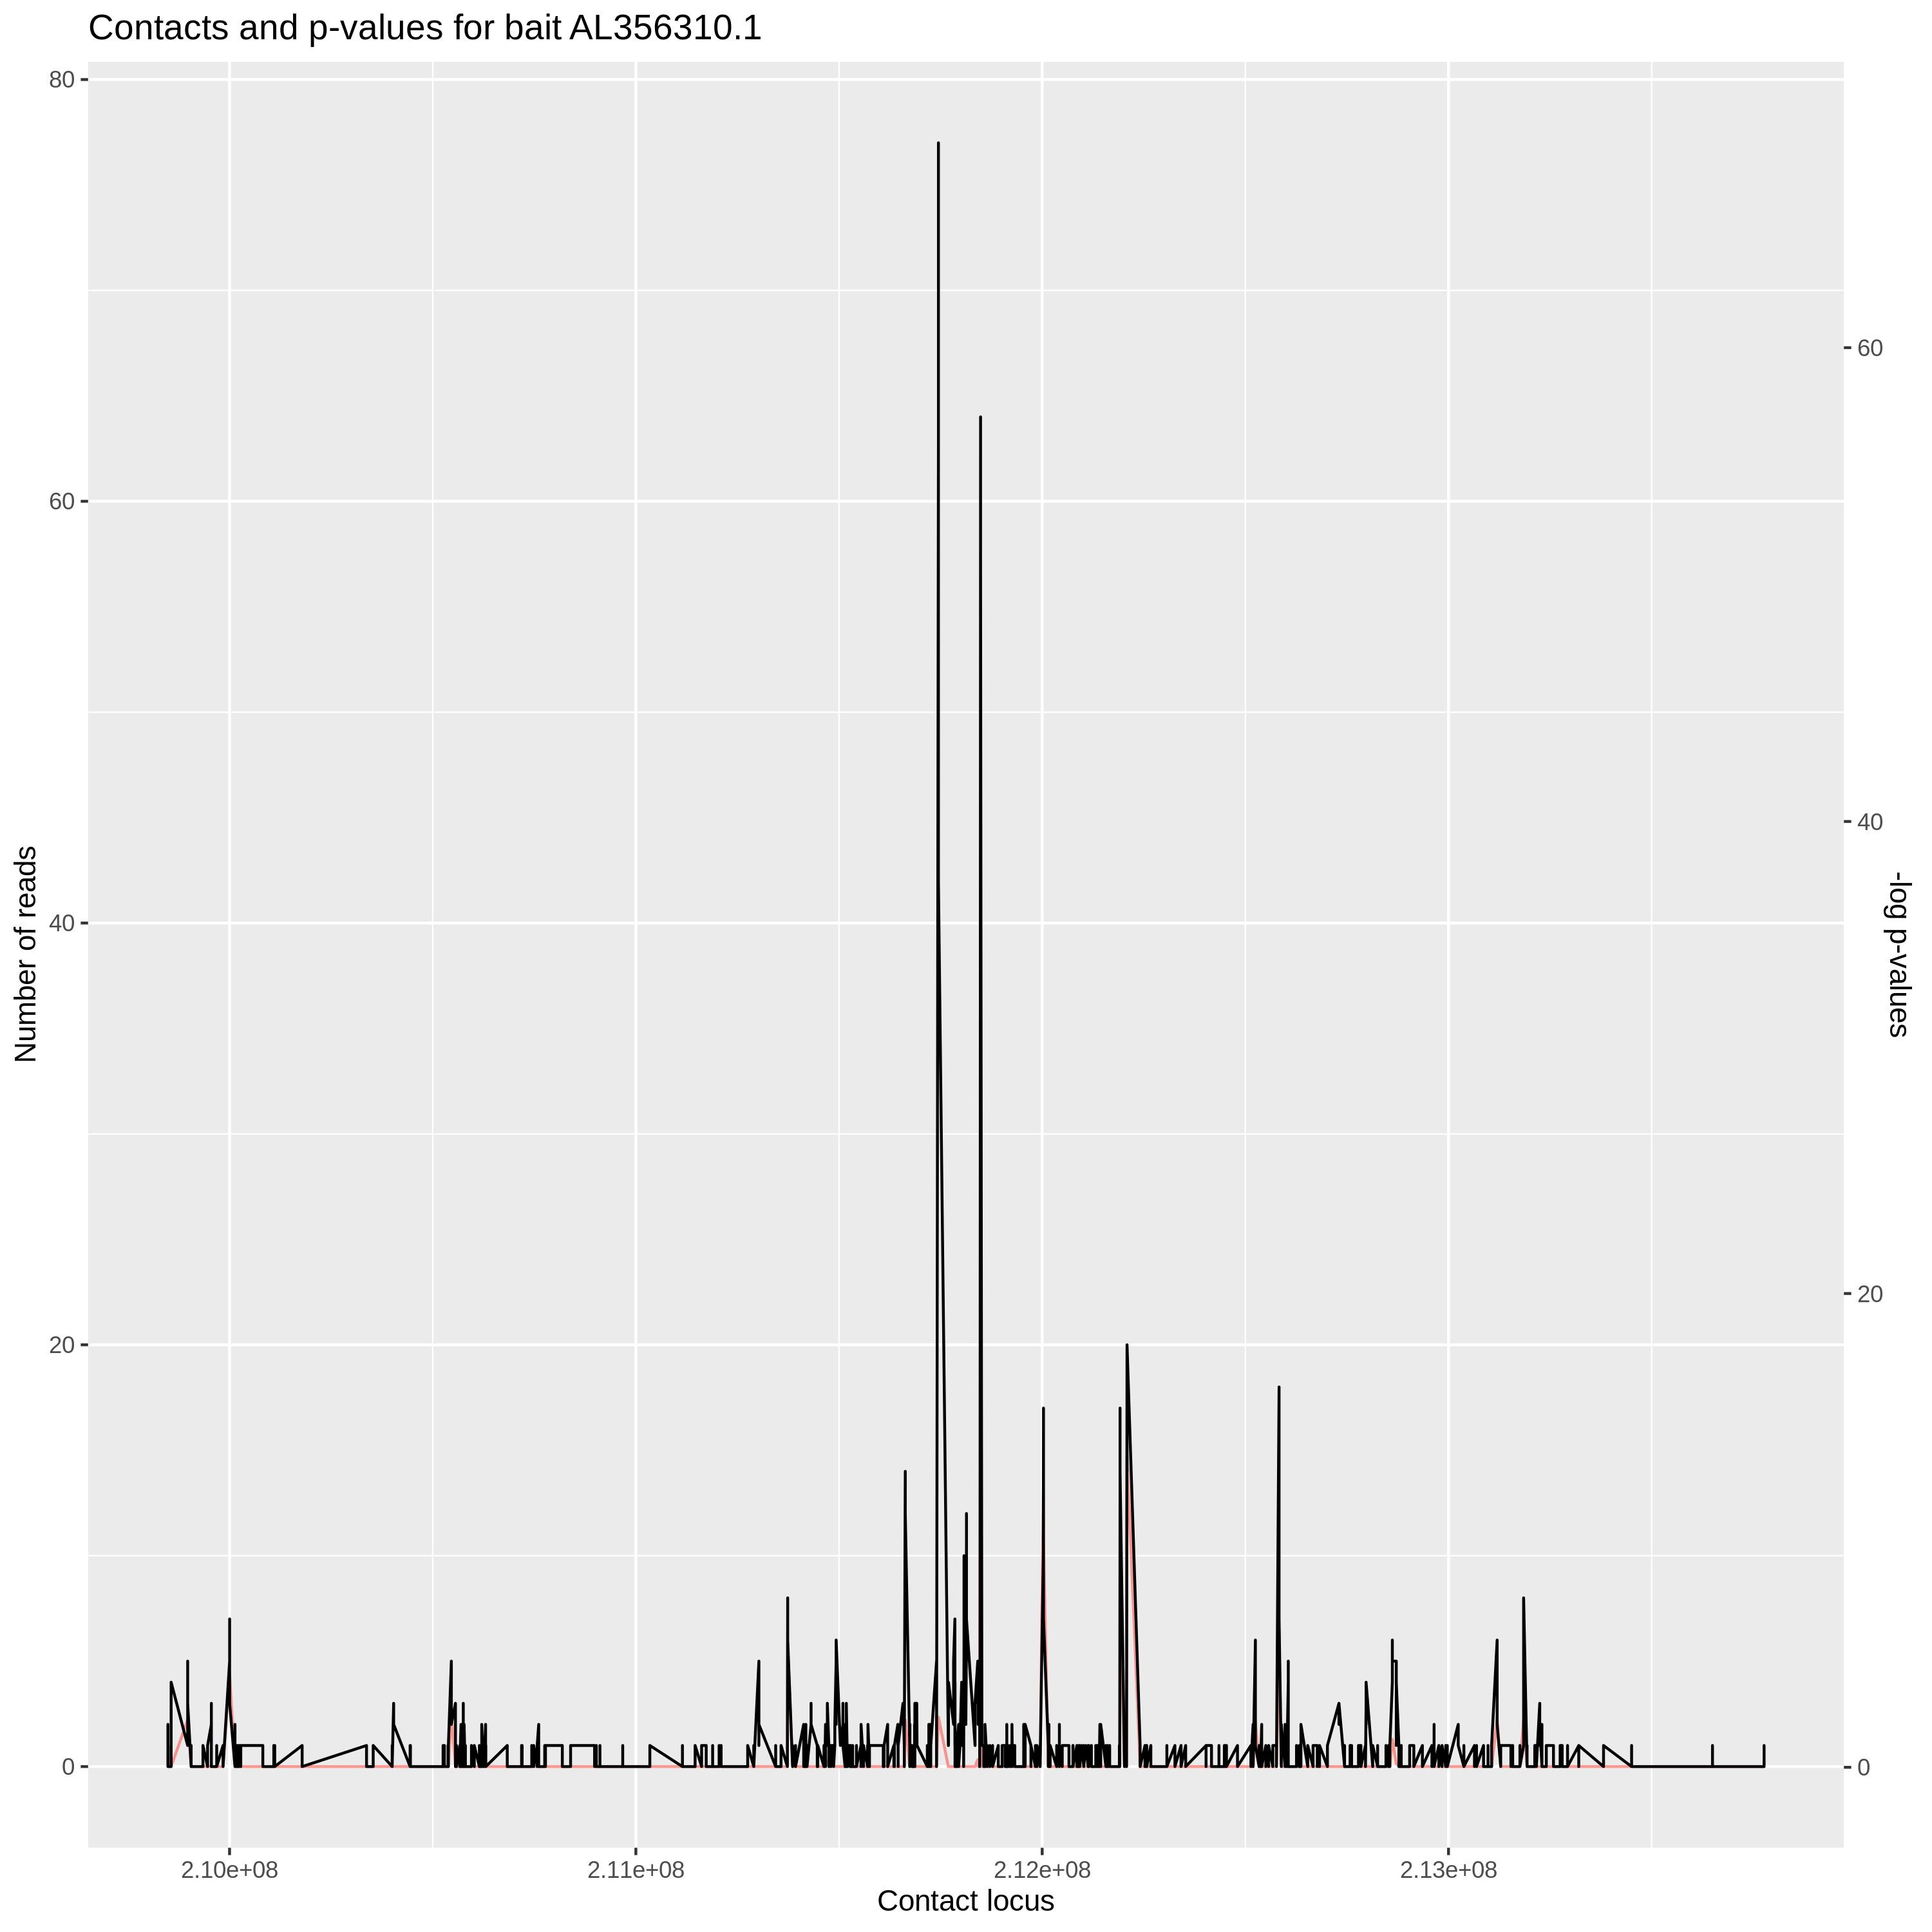 Contacts and p-values for bait AL356310.1
80
60
40
20
0
Number of reads
60
40
20
0
-log p-values
2.10e+08 2.11e+08 2.12e+08 2.13e+08
Contact locus